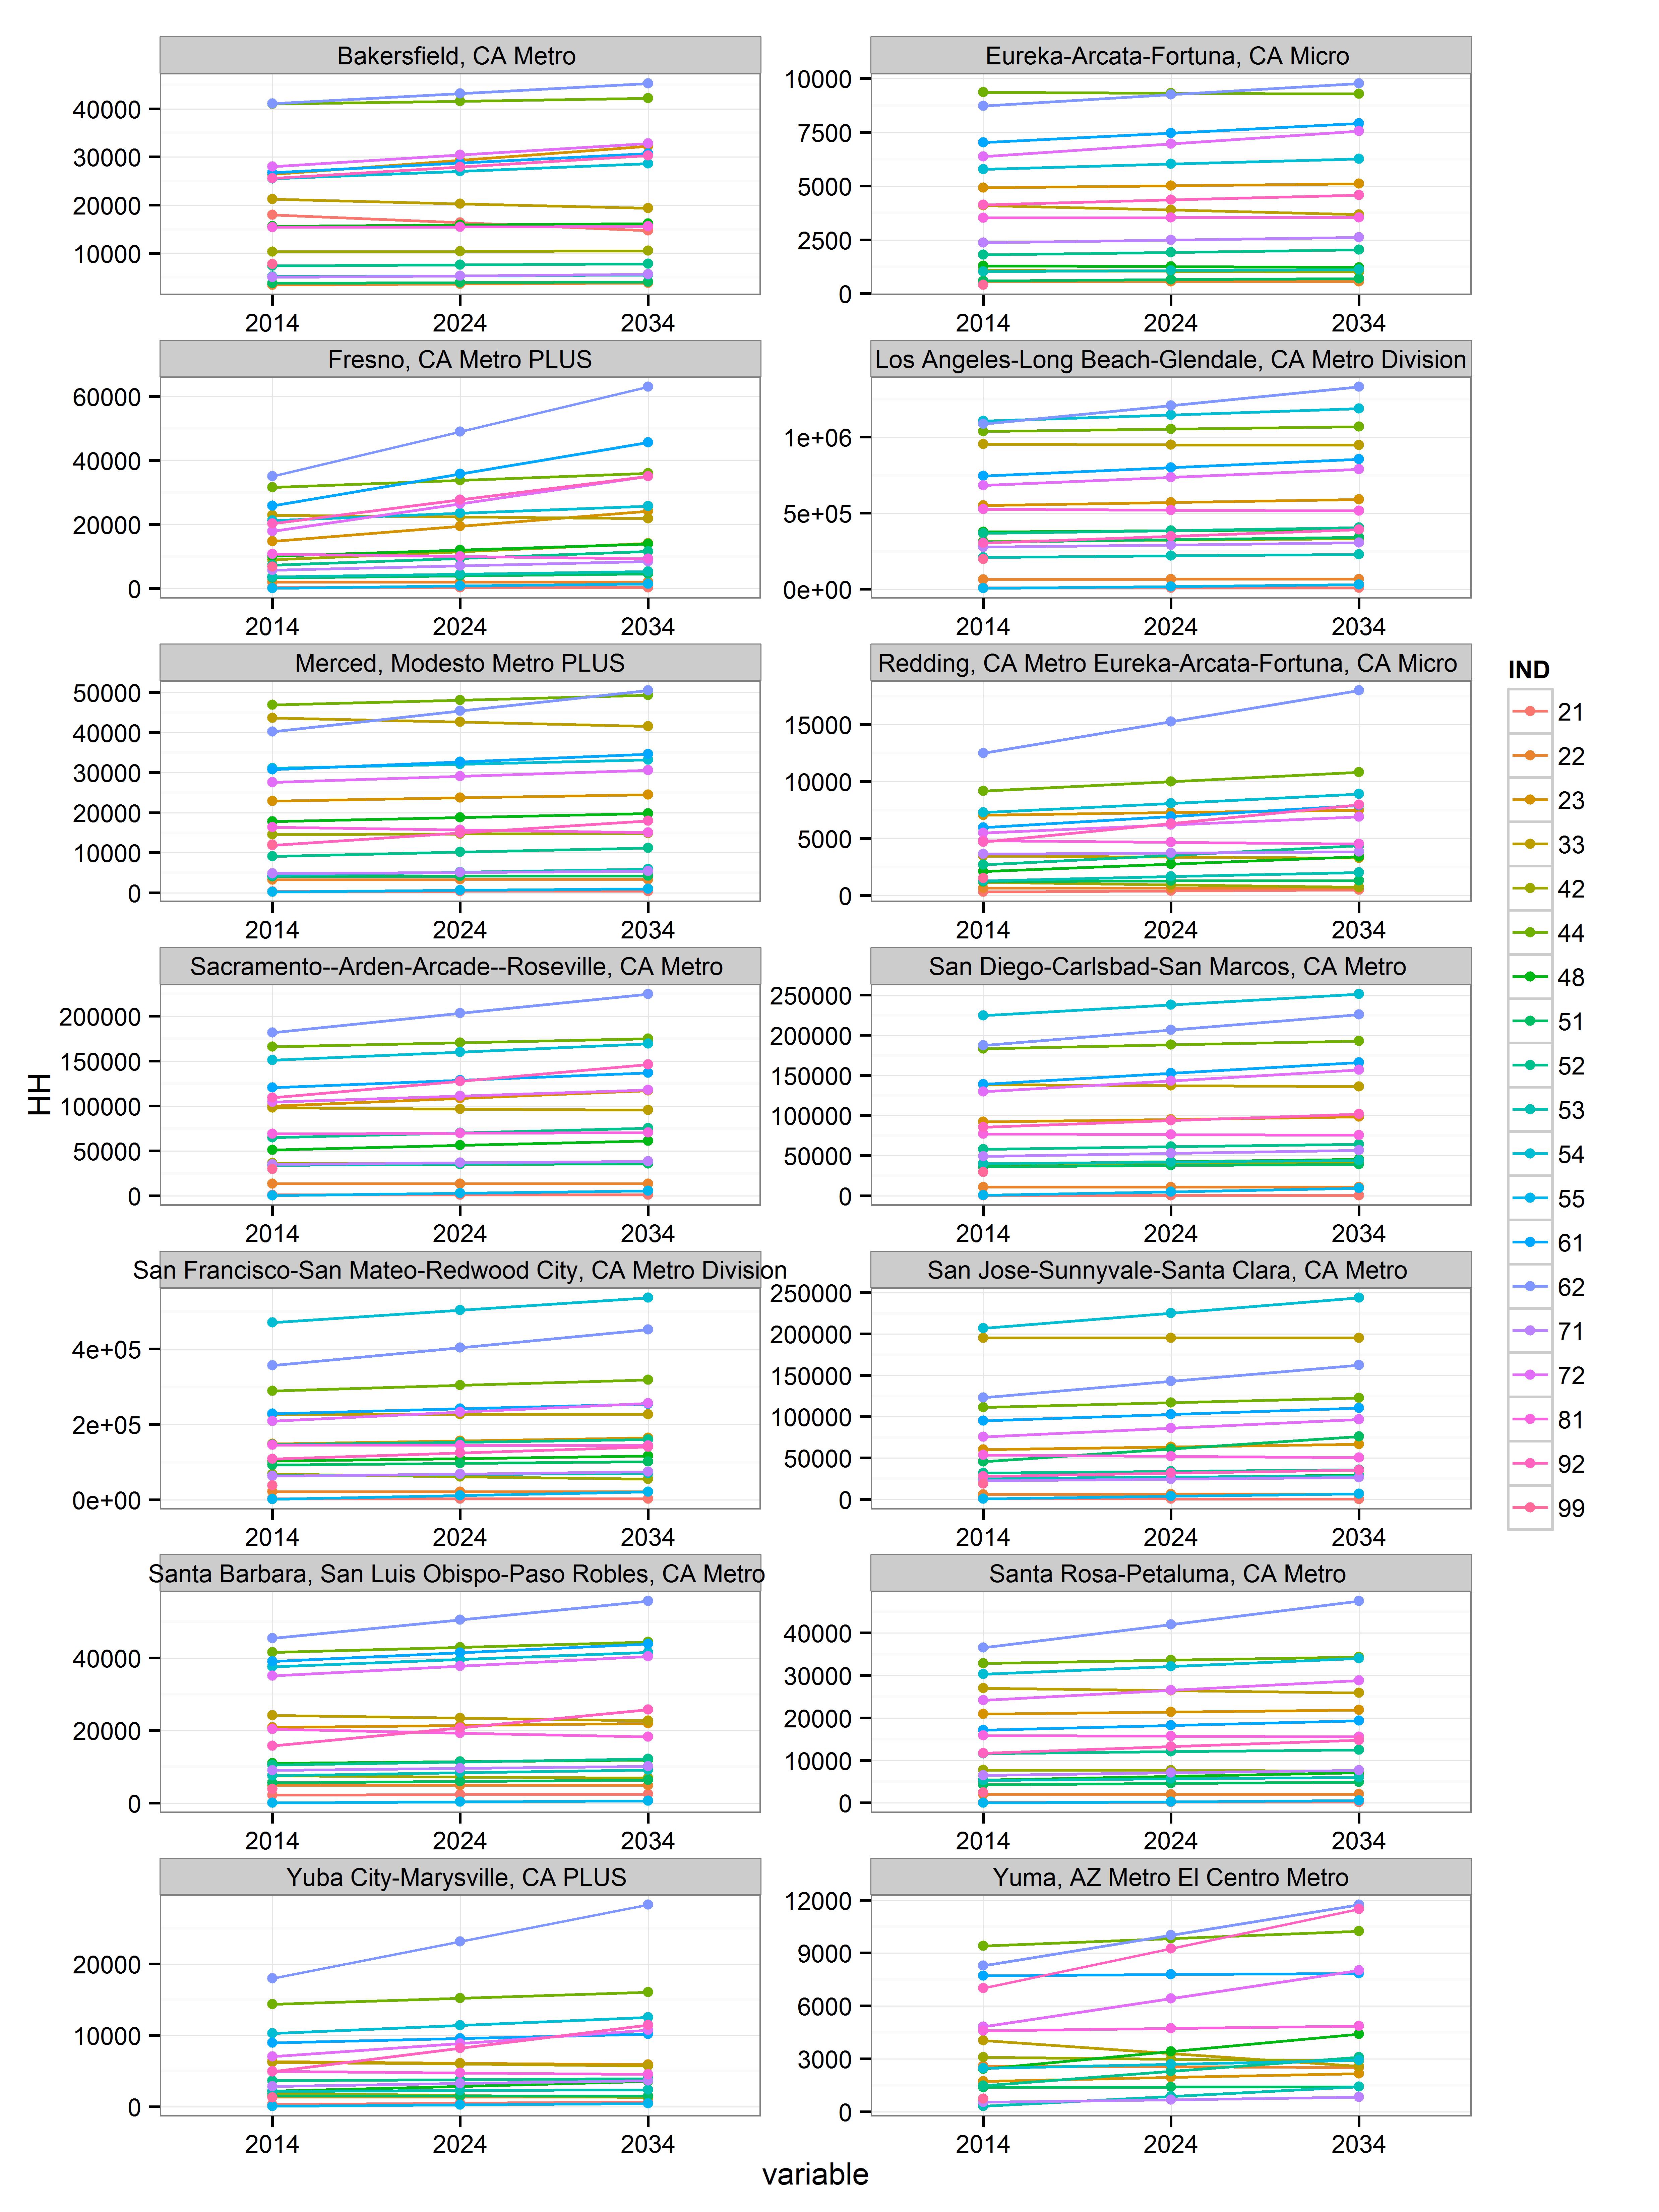 Bakersfield, CA Metro
40000
30000
20000
10000
2014 2024 2034
Eureka-Arcata-Fortuna, CA Micro
10000
7500
5000
2500
0
2014 2024 2034
Fresno, CA Metro PLUS
60000
40000
20000
0
2014 2024 2034
Los Angeles-Long Beach-Glendale, CA Metro Division
1e+06
5e+05
0e+00
2014 2024 2034
Merced, Modesto Metro PLUS
50000
40000
30000
20000
10000
0
2014 2024 2034
Redding, CA Metro Eureka-Arcata-Fortuna, CA Micro
15000
10000
5000
0
2014 2024 2034
Sacramento--Arden-Arcade--Roseville, CA Metro
200000
150000
100000
50000
0
2014 2024 2034
San Diego-Carlsbad-San Marcos, CA Metro
250000
200000
150000
100000
50000
0
2014 2024 2034
San Francisco-San Mateo-Redwood City, CA Metro Division
4e+05
2e+05
0e+00
2014 2024 2034
San Jose-Sunnyvale-Santa Clara, CA Metro
250000
200000
150000
100000
50000
0
2014 2024 2034
Santa Barbara, San Luis Obispo-Paso Robles, CA Metro
40000
20000
0
2014 2024 2034
Santa Rosa-Petaluma, CA Metro
40000
30000
20000
10000
0
2014 2024 2034
Yuba City-Marysville, CA PLUS
20000
10000
0
2014 2024 2034
Yuma, AZ Metro El Centro Metro
12000
9000
6000
3000
0
2014 2024 2034
HH
variable
IND
21
22
23
33
42
44
48
51
52
53
54
55
61
62
71
72
81
92
99